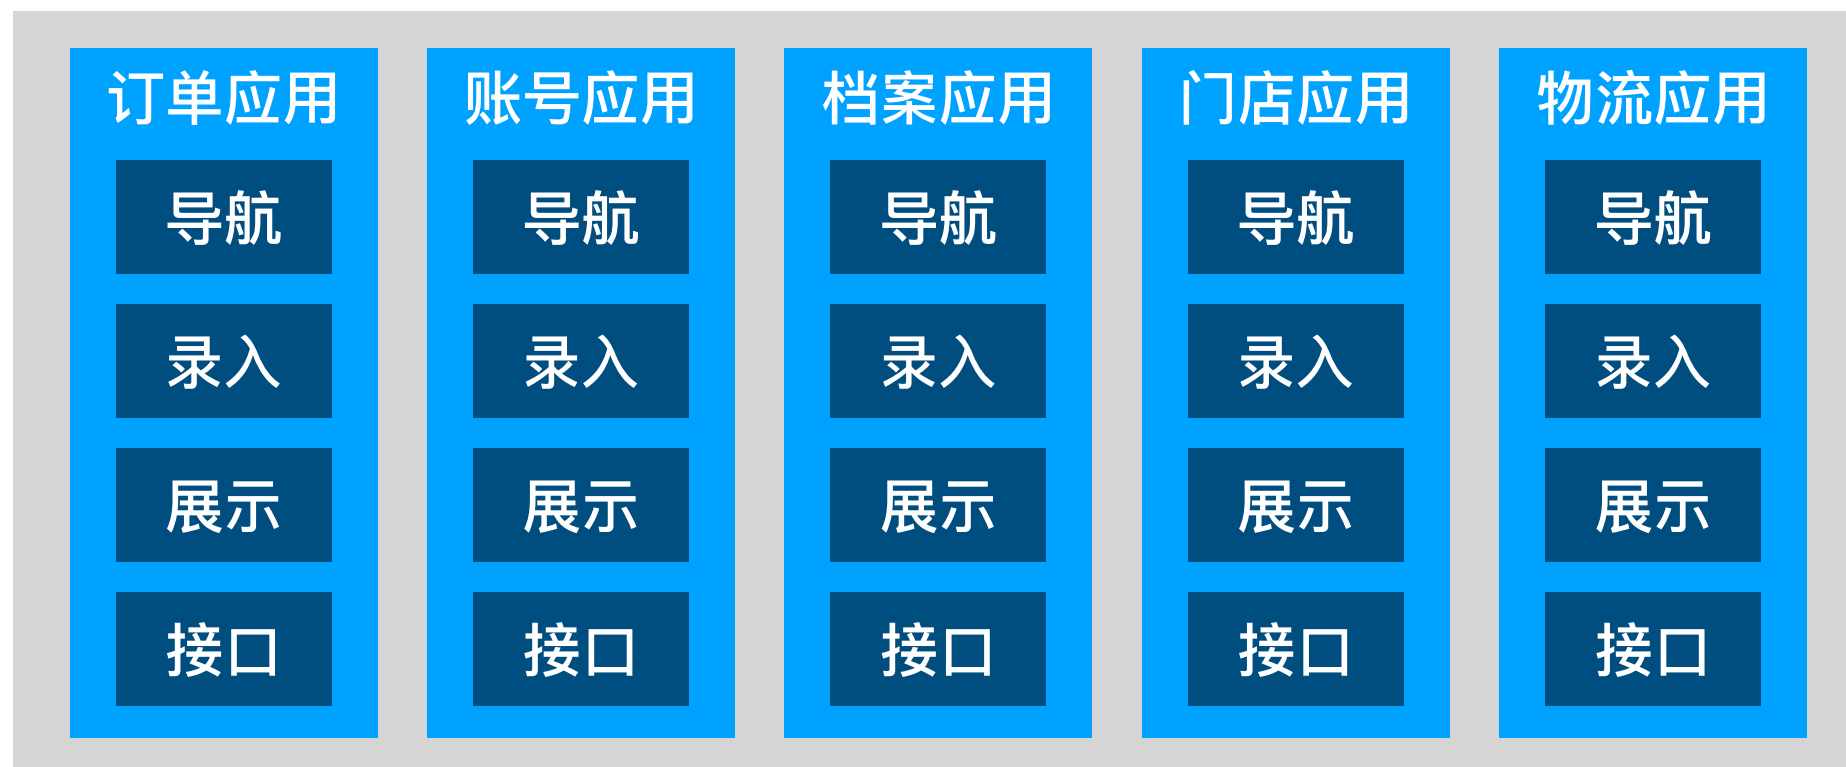 订单应用
导航
录入
展示
接口
账号应用
导航
录入
展示
接口
档案应用
导航
录入
展示
接口
门店应用
导航
录入
展示
接口
物流应用
导航
录入
展示
接口